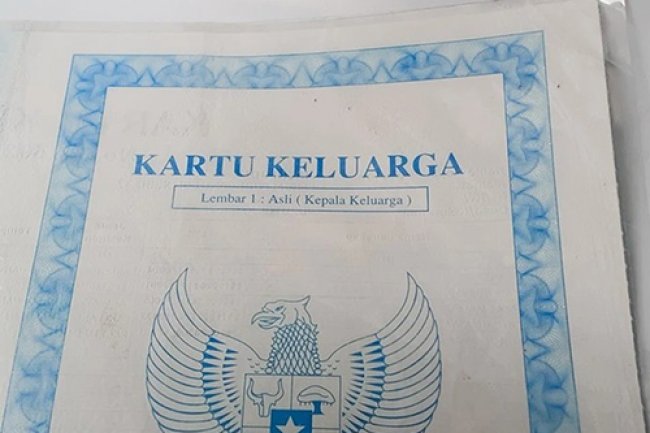 KARTU KELUARGA
Lembar 1 : Asli ( Kepala Keluarga )